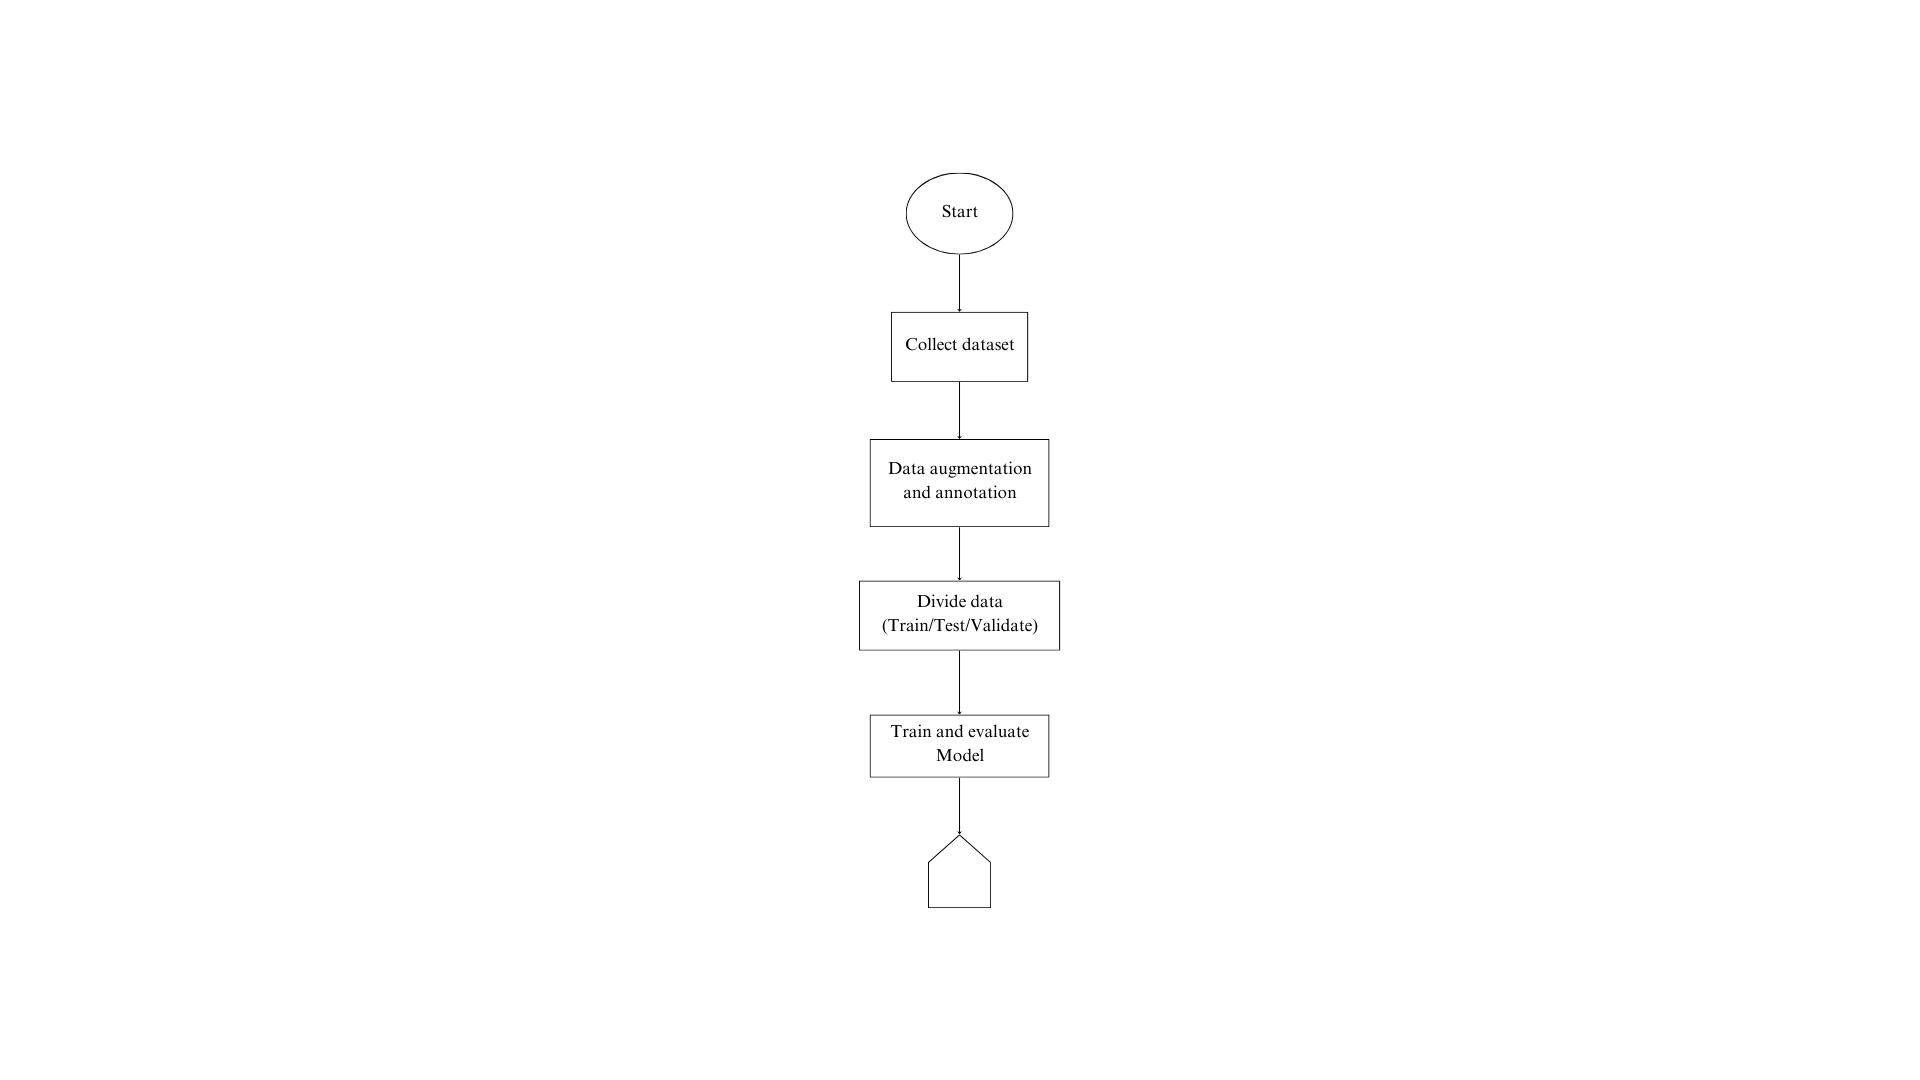 Start
Collect dataset
Data augmentation
and annotation
Divide data
(Train/Test/Validate)
Train and evaluate
Model